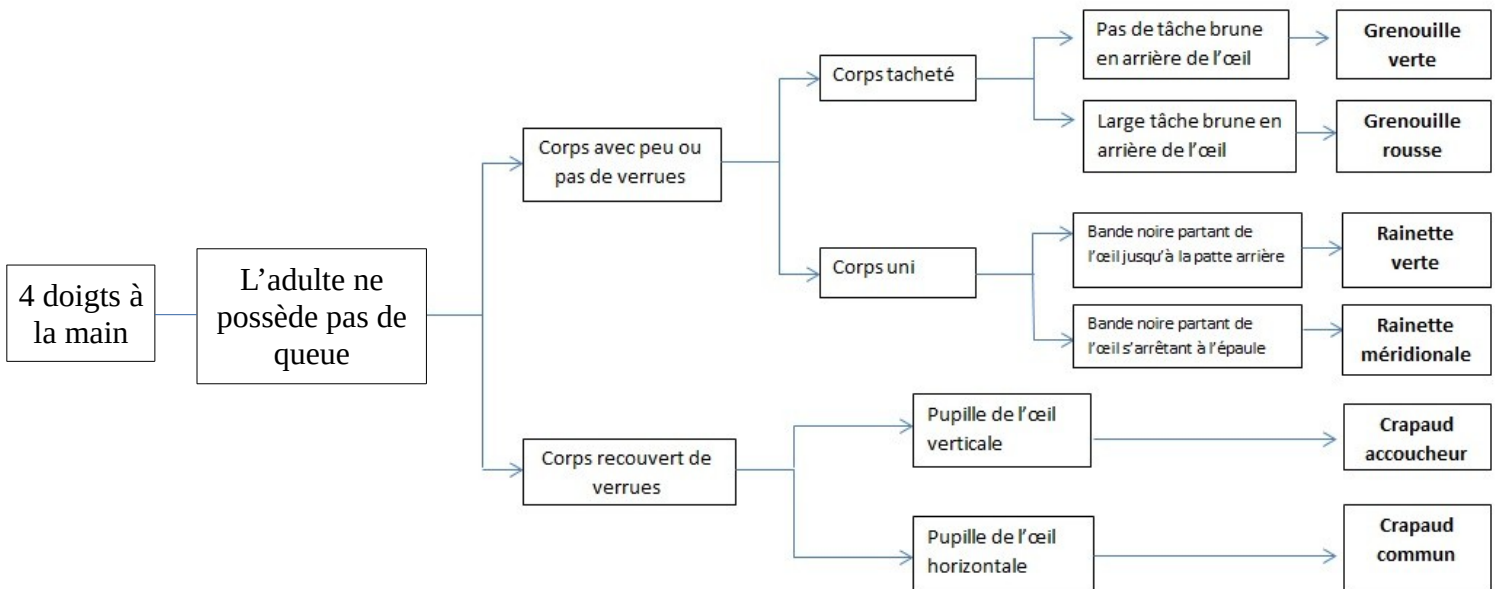 4 doigts à
la main
L’adulte ne
possède pas de
queue
Corps avec peu ou
pas de verrues
Corps tacheté
Pas de tâche brune
en arrière de l’œil
Grenouille
verte
Large tâche brune en
arrière de l’œil
Grenouille
rousse
Corps uni
Bande noire partant de
l’œil jusqu’à la patte arrière
Rainette
verte
Bande noire partant de
l’œil s’arrêtant à l’épaule
Rainette
méridionale
Corps recouvert de
verrues
Pupille de l’œil
verticale
Crapaud
accoucheur
Pupille de l’œil
horizontale
Crapaud
commun